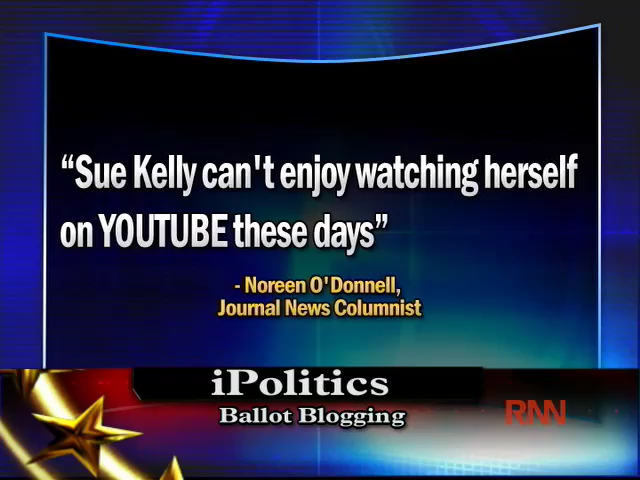 “Sue Kelly can't enjoy watching herself
on YOUTUBE these days”
- Noreen O'Donnell,
Journal News Columnist
iPolitics
Ballot Blogging
RNN